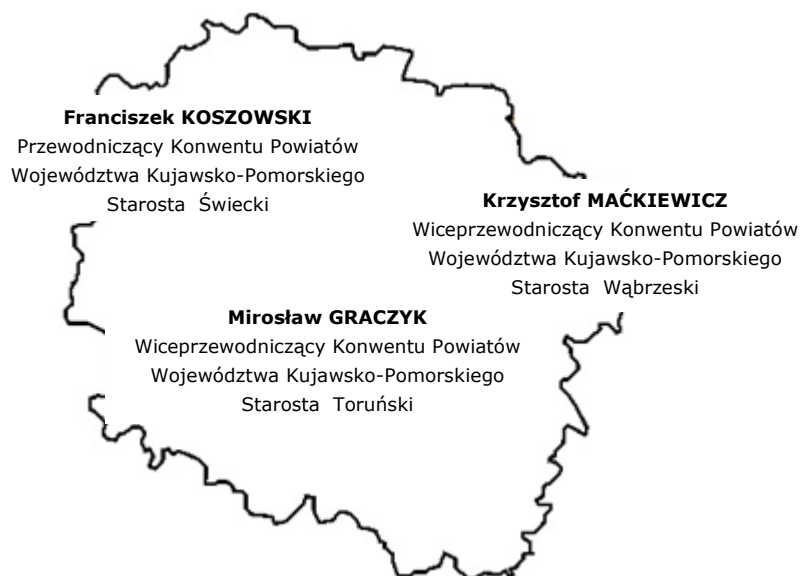 Franciszek KOSZOWSKI
Przewodniczący Konwentu Powiatów
Województwa Kujawsko-Pomorskiego
Starosta Świecki
Krzysztof MAĆKIEWICZ
Wiceprzewodniczący Konwentu Powiatów
Województwa Kujawsko-Pomorskiego
Starosta Wąbrzeski
Mirosław GRACZYK
Wiceprzewodniczący Konwentu Powiatów
Województwa Kujawsko-Pomorskiego
Starosta Toruński